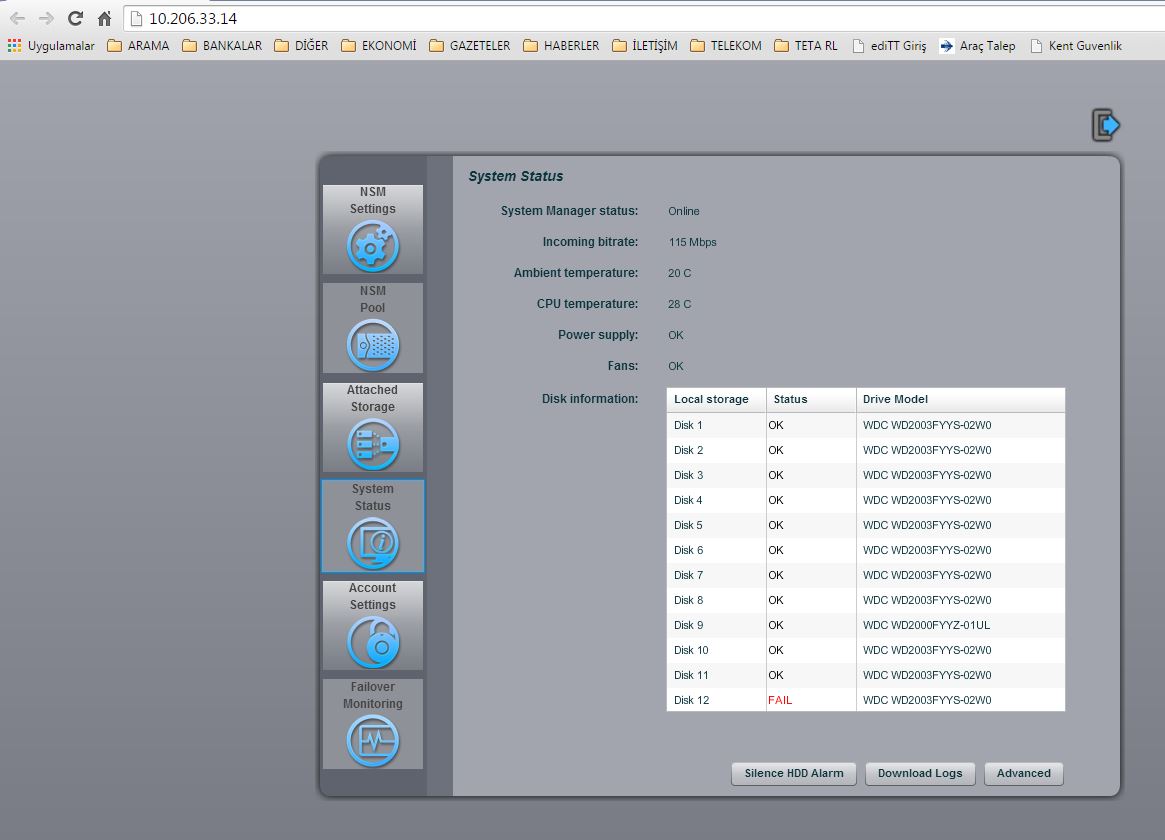 10.206.33.14
Uygulamalar ARAMA BANKALAR DİĞER EKONOMİ GAZETELER HABERLER İLETİŞİM TELEKOM TETA RL ediTT Giriş Araç Talep Kent Guvenlik
NSM
Settings
NSM
Pool
Attached
Storage
System
Status
Account
Settings
Failover
Monitoring
System Status
System Manager status: Online
Incoming bitrate: 115 Mbps
Ambient temperature: 20 C
CPU temperature: 28 C
Power supply: OK
Fans: OK
Disk information:
Local storage Status Drive Model
Disk 1 OK WDC WD2003FYYS-02W0
Disk 2 OK WDC WD2003FYYS-02W0
Disk 3 OK WDC WD2003FYYS-02W0
Disk 4 OK WDC WD2003FYYS-02W0
Disk 5 OK WDC WD2003FYYS-02W0
Disk 6 OK WDC WD2003FYYS-02W0
Disk 7 OK WDC WD2003FYYS-02W0
Disk 8 OK WDC WD2003FYYS-02W0
Disk 9 OK WDC WD2000FYYZ-01UL
Disk 10 OK WDC WD2003FYYS-02W0
Disk 11 OK WDC WD2003FYYS-02W0
Disk 12 FAIL WDC WD2003FYYS-02W0
Silence HDD Alarm Download Logs Advanced